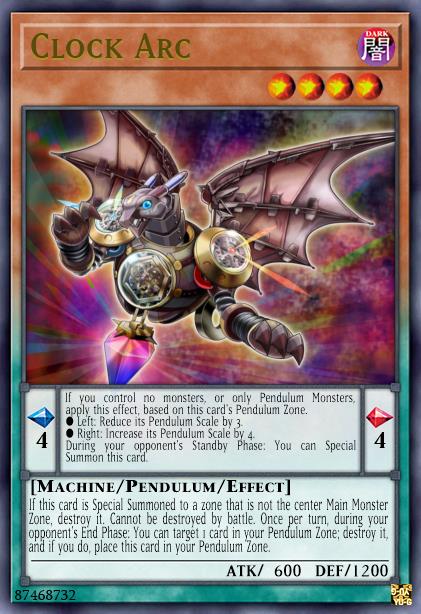 Clock Arc
DARK
闇
If you control no monsters, or only Pendulum Monsters,
apply this effect, based on this card's Pendulum Zone.
● Left: Reduce its Pendulum Scale by 3.
● Right: Increase its Pendulum Scale by 4.
During your opponent's Standby Phase: You can Special
Summon this card.
4 4
[Machine/Pendulum/Effect]
If this card is Special Summoned to a zone that is not the center Main Monster
Zone, destroy it. Cannot be destroyed by battle. Once per turn, during your
opponent's End Phase: You can target 1 card in your Pendulum Zone; destroy it,
and if you do, place this card in your Pendulum Zone.
ATK/ 600 DEF/1200
87468732